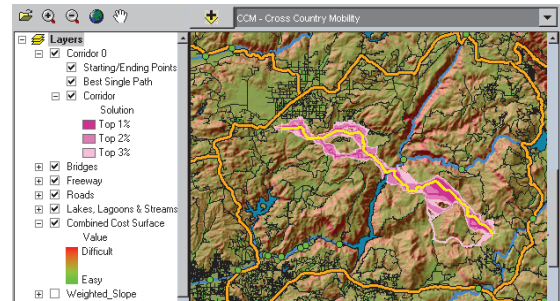 CCM - Cross Country Mobility
Layers
Corridor 0
Starting/Ending Points
Best Single Path
Corridor
Solution
Top 1%
Top 2%
Top 3%
Bridges
Freeway
Roads
Lakes, Lagoons & Streams
Combined Cost Surface
Value
Difficult
Easy
Weighted_Slope